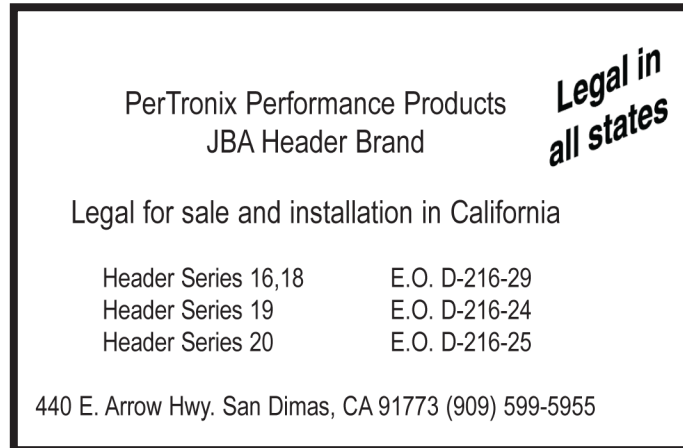 PerTronix Performance Products
JBA Header Brand
Legal in
all states
Legal for sale and installation in California
Header Series 16,18 E.O. D-216-29
Header Series 19 E.O. D-216-24
Header Series 20 E.O. D-216-25
440 E. Arrow Hwy. San Dimas, CA 91773 (909) 599-5955